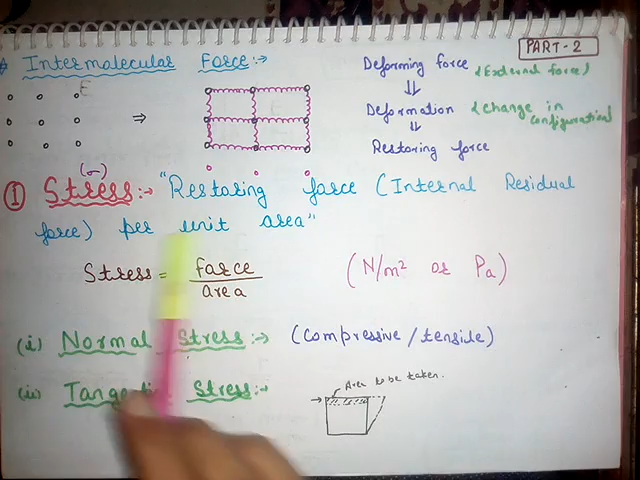 PART-2
Intermolecular Force :→
Deforming force (External force)
⇓
Deformation (change in configuration)
⇓
Restoring force
⇒
(σ)
① Stress :→ "Restoring force (Internal Residual
force) per unit area"
Stress = force / area (N/m² or Pa)
(i) Normal Stress :→ (Compressive / tensile)
(ii) Stress :→
Area to be taken.